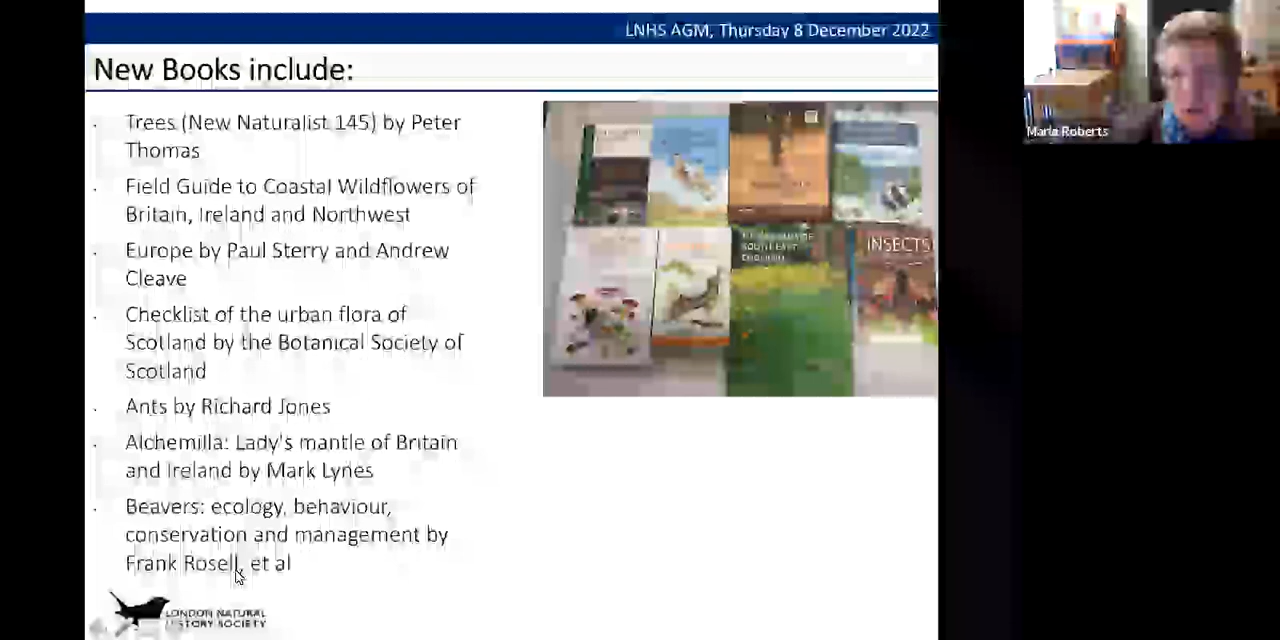 LNHS AGM, Thursday 8 December 2022
New Books include:
Trees (New Naturalist 145) by Peter
Thomas
Field Guide to Coastal Wildflowers of
Britain, Ireland and Northwest
Europe by Paul Sterry and Andrew
Cleave
Checklist of the urban flora of
Scotland by the Botanical Society of
Scotland
Ants by Richard Jones
Alchemilla: Lady's mantle of Britain
and Ireland by Mark Lynes
Beavers: ecology, behaviour,
conservation and management by
Frank Rosell, et al
LONDON NATURAL
HISTORY SOCIETY
SOUTH EAST
ENGLAND
INSECTS
Maria Roberts